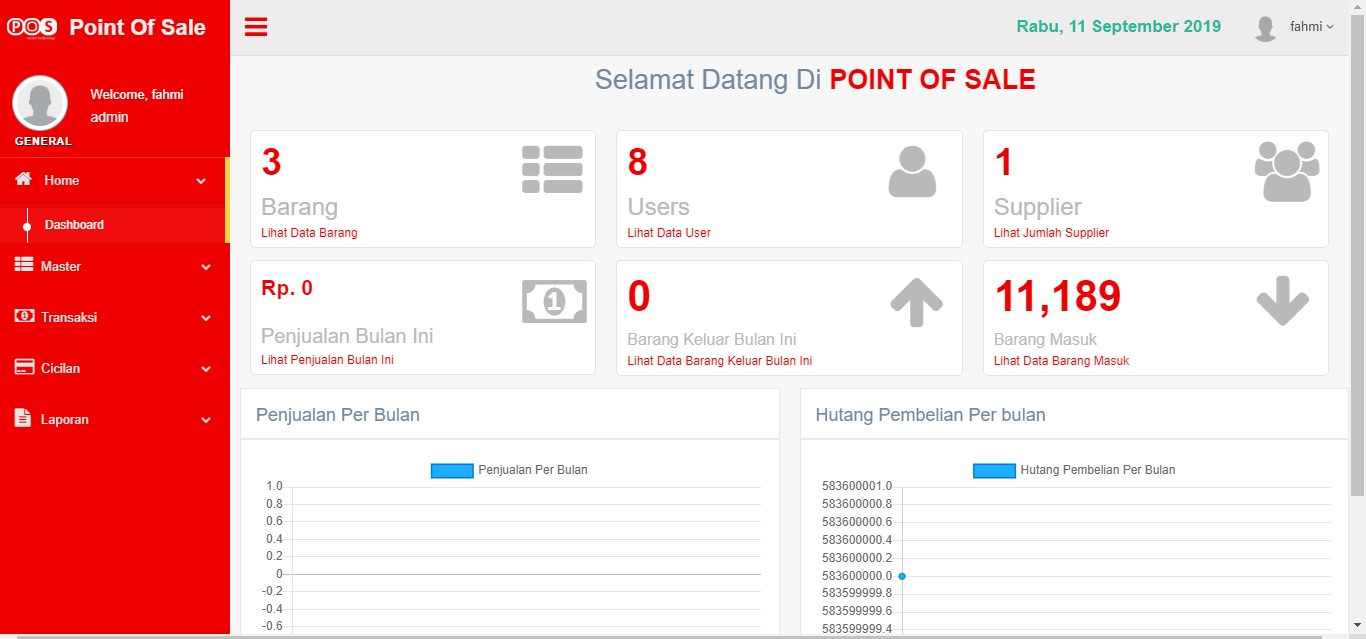 POS Point Of Sale
Rabu, 11 September 2019
fahmi
Welcome, fahmi
admin
GENERAL
Home
Dashboard
Master
Transaksi
Cicilan
Laporan
Selamat Datang Di POINT OF SALE
3
Barang
Lihat Data Barang
8
Users
Lihat Data User
1
Supplier
Lihat Jumlah Supplier
Rp. 0
1
Penjualan Bulan Ini
Lihat Penjualan Bulan Ini
0
Barang Keluar Bulan Ini
Lihat Data Barang Keluar Bulan Ini
11,189
Barang Masuk
Lihat Data Barang Masuk
Penjualan Per Bulan
Penjualan Per Bulan
1.0
0.8
0.6
0.4
0.2
0
-0.2
-0.4
-0.6
Hutang Pembelian Per bulan
Hutang Pembelian Per Bulan
583600001.0
583600000.8
583600000.6
583600000.4
583600000.2
583600000.0
583599999.8
583599999.6
583599999.4